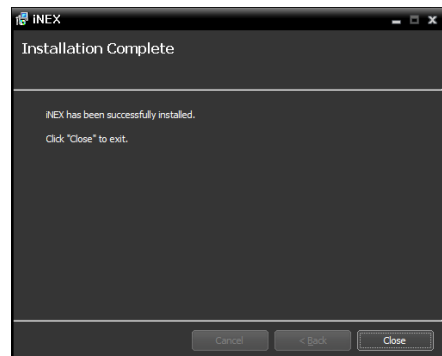 iNEX
Installation Complete
iNEX has been successfully installed.
Click "Close" to exit.
Cancel
< Back
Close